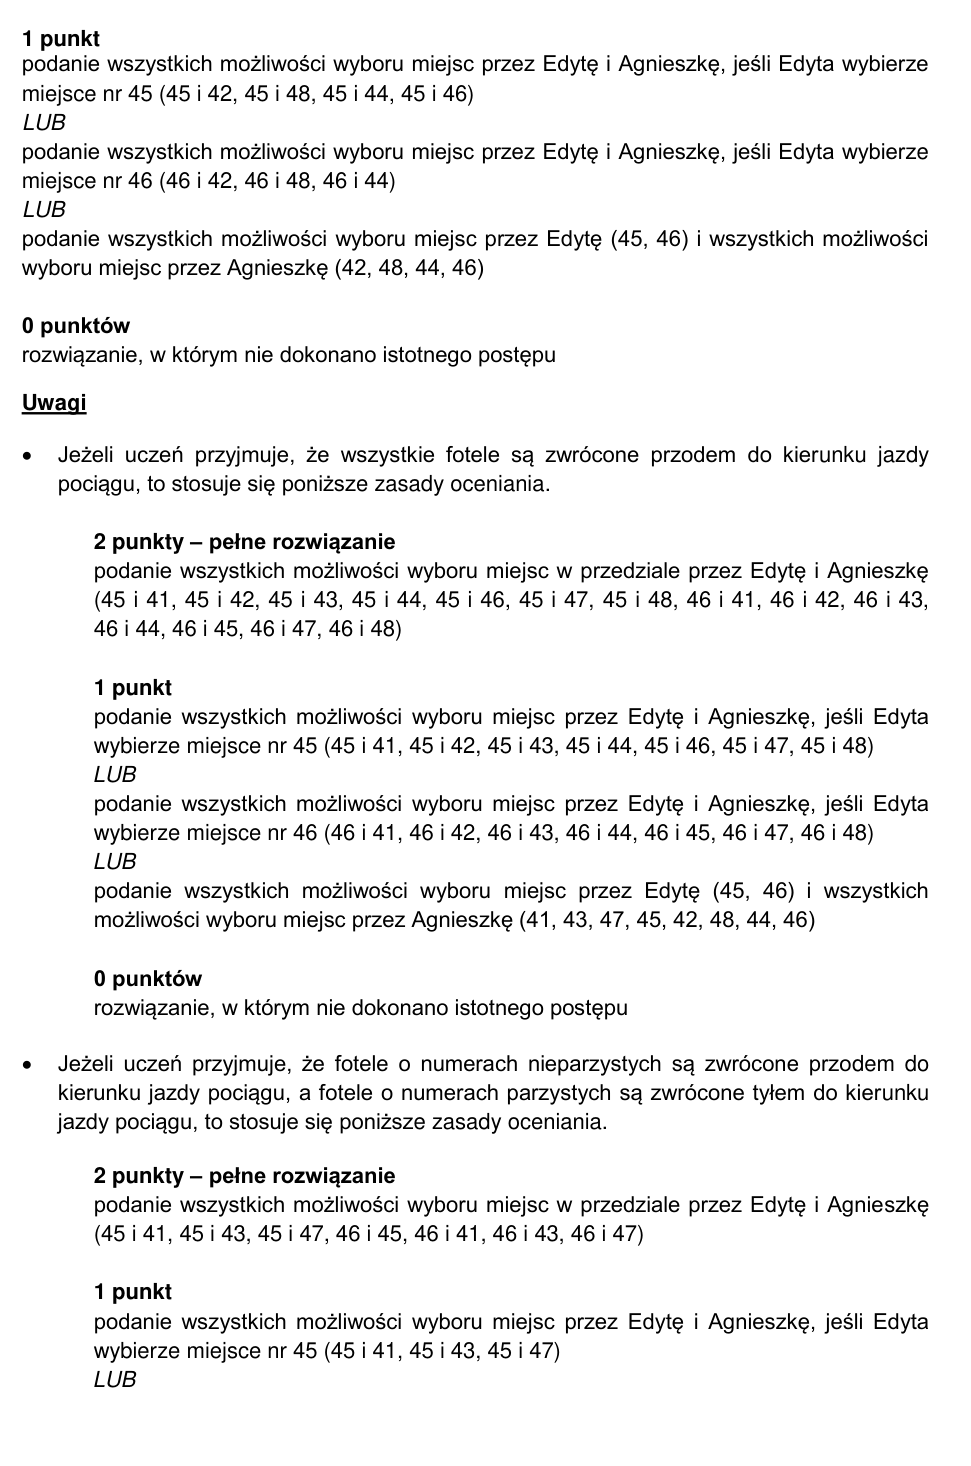 1 punkt
podanie wszystkich możliwości wyboru miejsc przez Edytę i Agnieszkę, jeśli Edyta wybierze
miejsce nr 45 (45 i 42, 45 i 48, 45 i 44, 45 i 46)
LUB
podanie wszystkich możliwości wyboru miejsc przez Edytę i Agnieszkę, jeśli Edyta wybierze
miejsce nr 46 (46 i 42, 46 i 48, 46 i 44)
LUB
podanie wszystkich możliwości wyboru miejsc przez Edytę (45, 46) i wszystkich możliwości
wyboru miejsc przez Agnieszkę (42, 48, 44, 46)
0 punktów
rozwiązanie, w którym nie dokonano istotnego postępu
Uwagi
• Jeżeli uczeń przyjmuje, że wszystkie fotele są zwrócone przodem do kierunku jazdy
pociągu, to stosuje się poniższe zasady oceniania.
2 punkty – pełne rozwiązanie
podanie wszystkich możliwości wyboru miejsc w przedziale przez Edytę i Agnieszkę
(45 i 41, 45 i 42, 45 i 43, 45 i 44, 45 i 46, 45 i 47, 45 i 48, 46 i 41, 46 i 42, 46 i 43,
46 i 44, 46 i 45, 46 i 47, 46 i 48)
1 punkt
podanie wszystkich możliwości wyboru miejsc przez Edytę i Agnieszkę, jeśli Edyta
wybierze miejsce nr 45 (45 i 41, 45 i 42, 45 i 43, 45 i 44, 45 i 46, 45 i 47, 45 i 48)
LUB
podanie wszystkich możliwości wyboru miejsc przez Edytę i Agnieszkę, jeśli Edyta
wybierze miejsce nr 46 (46 i 41, 46 i 42, 46 i 43, 46 i 44, 46 i 45, 46 i 47, 46 i 48)
LUB
podanie wszystkich możliwości wyboru miejsc przez Edytę (45, 46) i wszystkich
możliwości wyboru miejsc przez Agnieszkę (41, 43, 47, 45, 42, 48, 44, 46)
0 punktów
rozwiązanie, w którym nie dokonano istotnego postępu
• Jeżeli uczeń przyjmuje, że fotele o numerach nieparzystych są zwrócone przodem do
kierunku jazdy pociągu, a fotele o numerach parzystych są zwrócone tyłem do kierunku
jazdy pociągu, to stosuje się poniższe zasady oceniania.
2 punkty – pełne rozwiązanie
podanie wszystkich możliwości wyboru miejsc w przedziale przez Edytę i Agnieszkę
(45 i 41, 45 i 43, 45 i 47, 46 i 45, 46 i 41, 46 i 43, 46 i 47)
1 punkt
podanie wszystkich możliwości wyboru miejsc przez Edytę i Agnieszkę, jeśli Edyta
wybierze miejsce nr 45 (45 i 41, 45 i 43, 45 i 47)
LUB